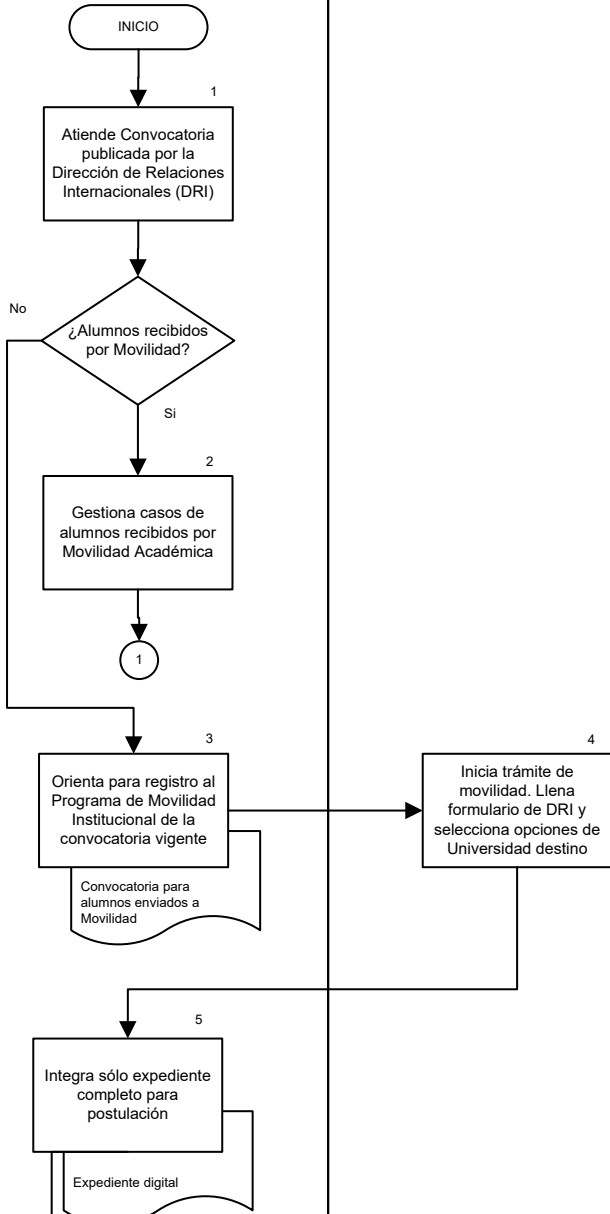 INICIO
1
Atiende Convocatoria
publicada por la
Dirección de Relaciones
Internacionales (DRI)
No
¿Alumnos recibidos
por Movilidad?
Si
2
Gestiona casos de
alumnos recibidos por
Movilidad Académica
1
3
Orienta para registro al
Programa de Movilidad
Institucional de la
convocatoria vigente
Convocatoria para
alumnos enviados a
Movilidad
4
Inicia trámite de
movilidad. Llena
formulario de DRI y
selecciona opciones de
Universidad destino
5
Integra sólo expediente
completo para
postulación
Expediente digital